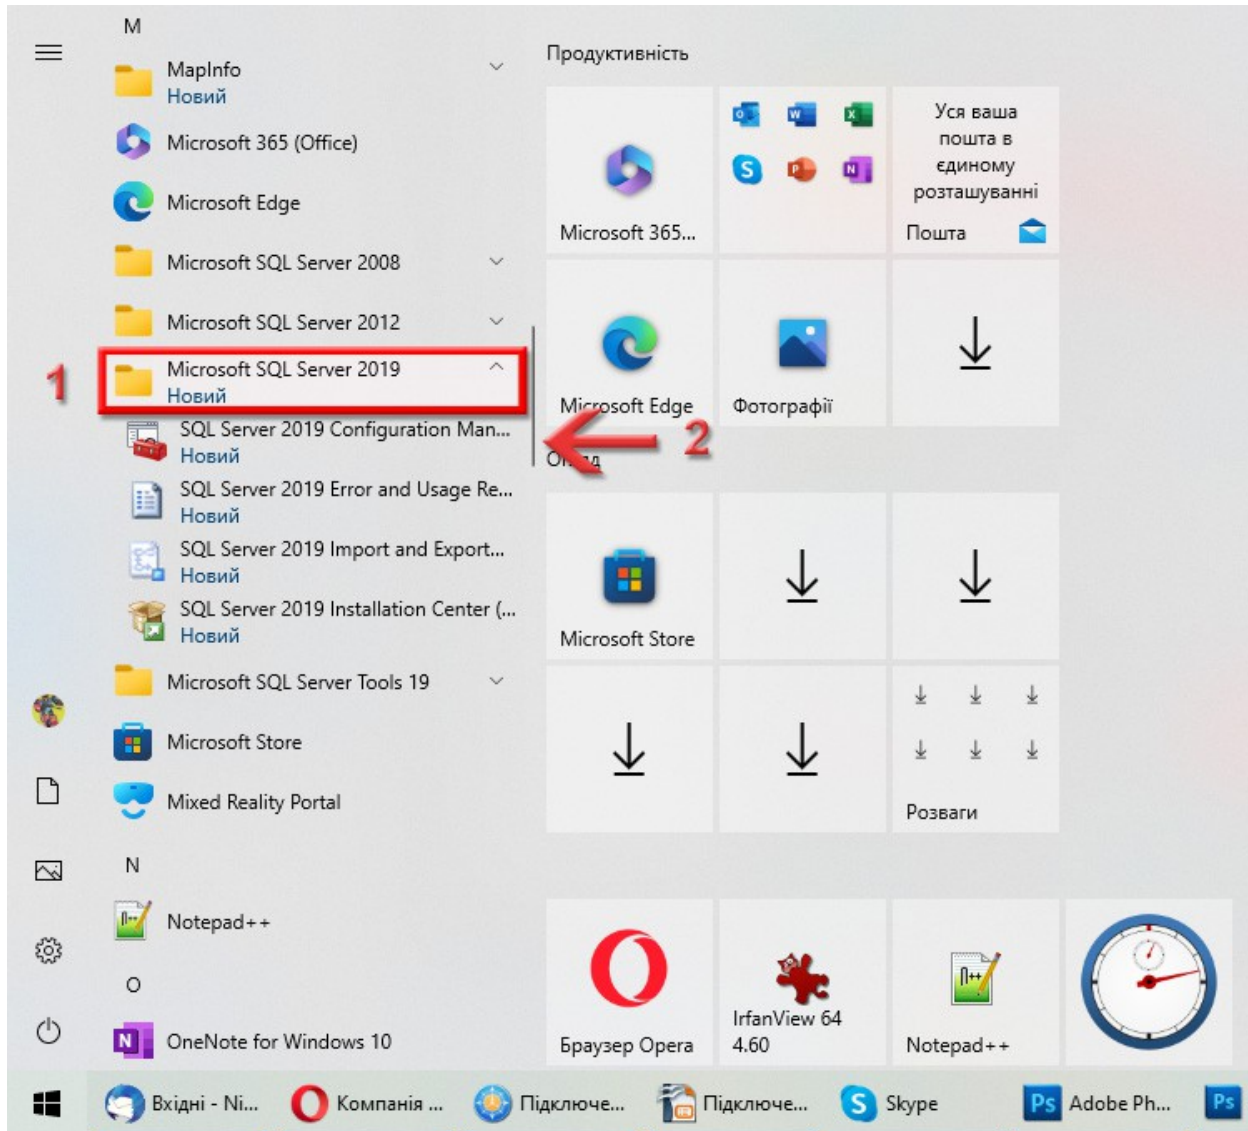 M
MapInfo
Новий
Microsoft 365 (Office)
Microsoft Edge
Microsoft SQL Server 2008
Microsoft SQL Server 2012
1
Microsoft SQL Server 2019
Новий
SQL Server 2019 Configuration Man...
Новий
SQL Server 2019 Error and Usage Re...
Новий
SQL Server 2019 Import and Export...
Новий
SQL Server 2019 Installation Center (...
Новий
Microsoft SQL Server Tools 19
Microsoft Store
Mixed Reality Portal
N
Notepad++
O
OneNote for Windows 10
Продуктивність
Microsoft 365...
Уся ваша
пошта в
єдиному
розташуванні
Пошта
Microsoft Edge
Фотографії
2
Microsoft Store
Розваги
Браузер Opera
IrfanView 64
4.60
Notepad++
Вхідні - Ni...
Компанія ...
Підключе...
Підключе...
Skype
Ps
Adobe Ph...
Ps